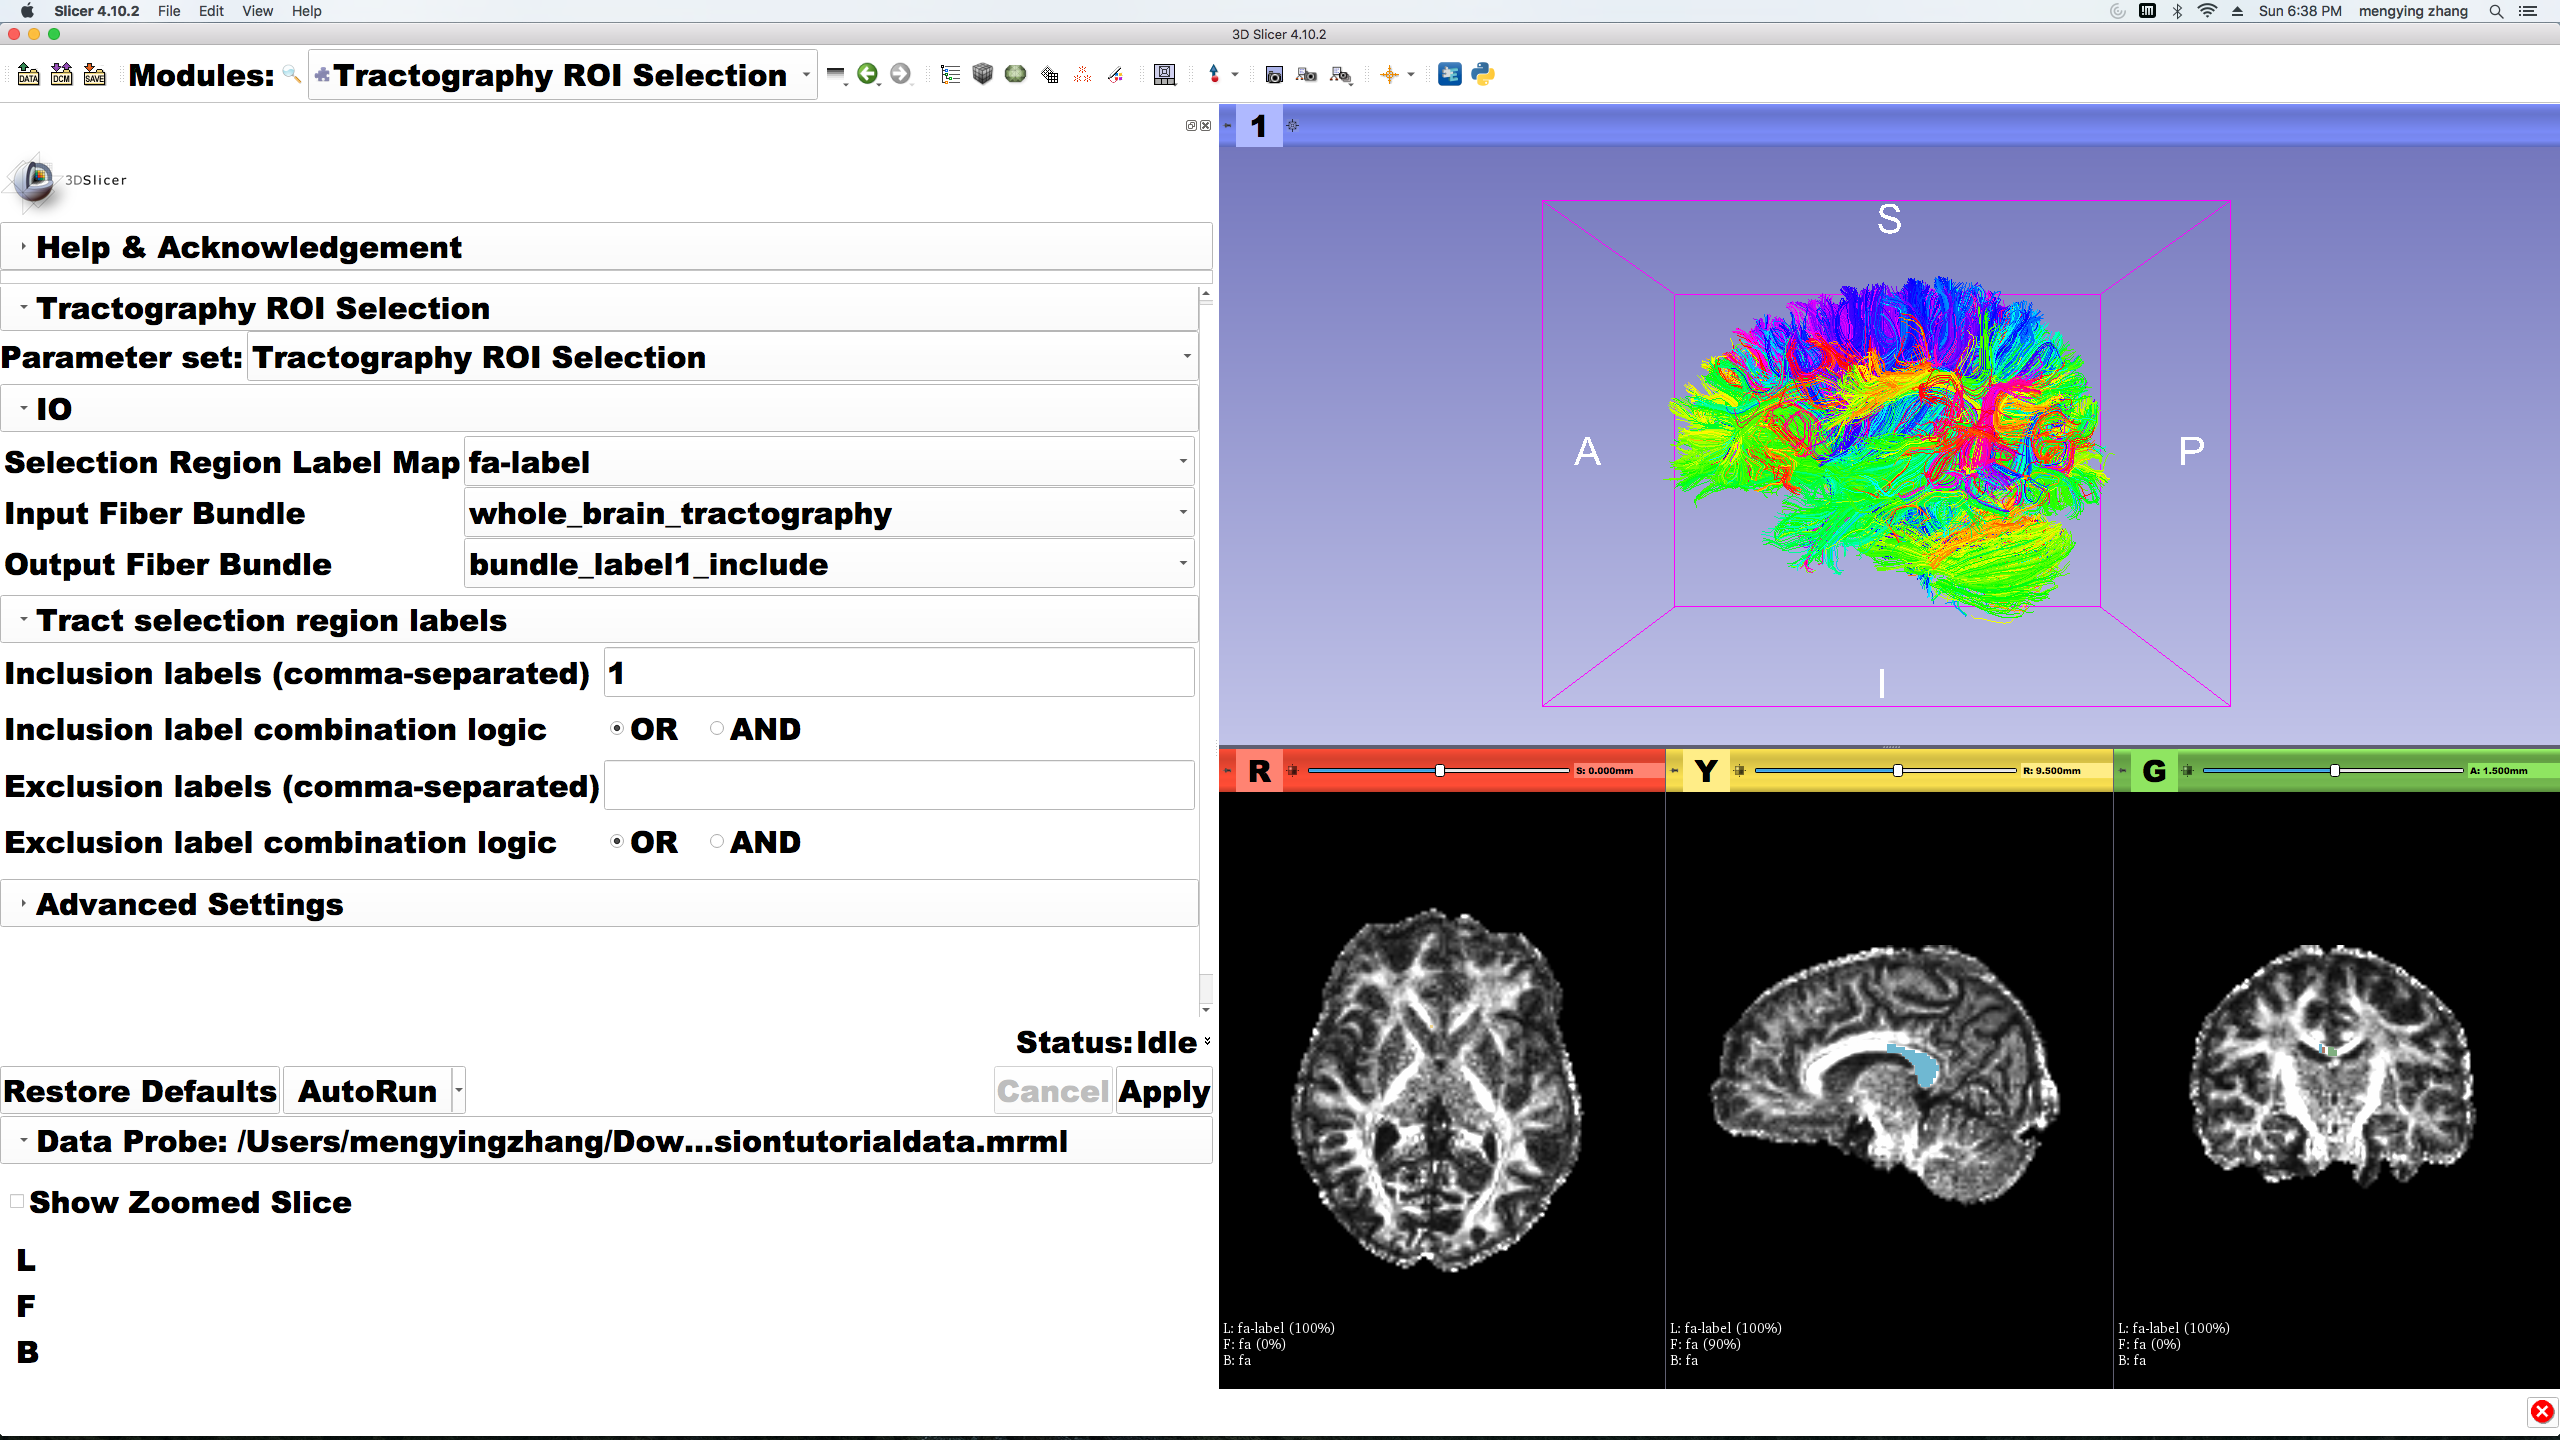 Slicer 4.10.2 File Edit View Help Sun 6:38 PM mengying zhang
3D Slicer 4.10.2
DATA DCM SAVE Modules: Tractography ROI Selection
1
3DSlicer
Help & Acknowledgement
Tractography ROI Selection
Parameter set: Tractography ROI Selection
IO
Selection Region Label Map fa-label
Input Fiber Bundle whole_brain_tractography
Output Fiber Bundle bundle_label1_include
Tract selection region labels
Inclusion labels (comma-separated) 1
Inclusion label combination logic OR AND
Exclusion labels (comma-separated)
Exclusion label combination logic OR AND
Advanced Settings
Status: Idle
Restore Defaults AutoRun Cancel Apply
Data Probe: /Users/mengyingzhang/Dow...siontutorialdata.mrml
Show Zoomed Slice
L
F
B
S
A P
I
R S: 0.000mm
Y R: 9.500mm
G A: 1.500mm
L: fa-label (100%)
F: fa (0%)
B: fa
L: fa-label (100%)
F: fa (90%)
B: fa
L: fa-label (100%)
F: fa (0%)
B: fa